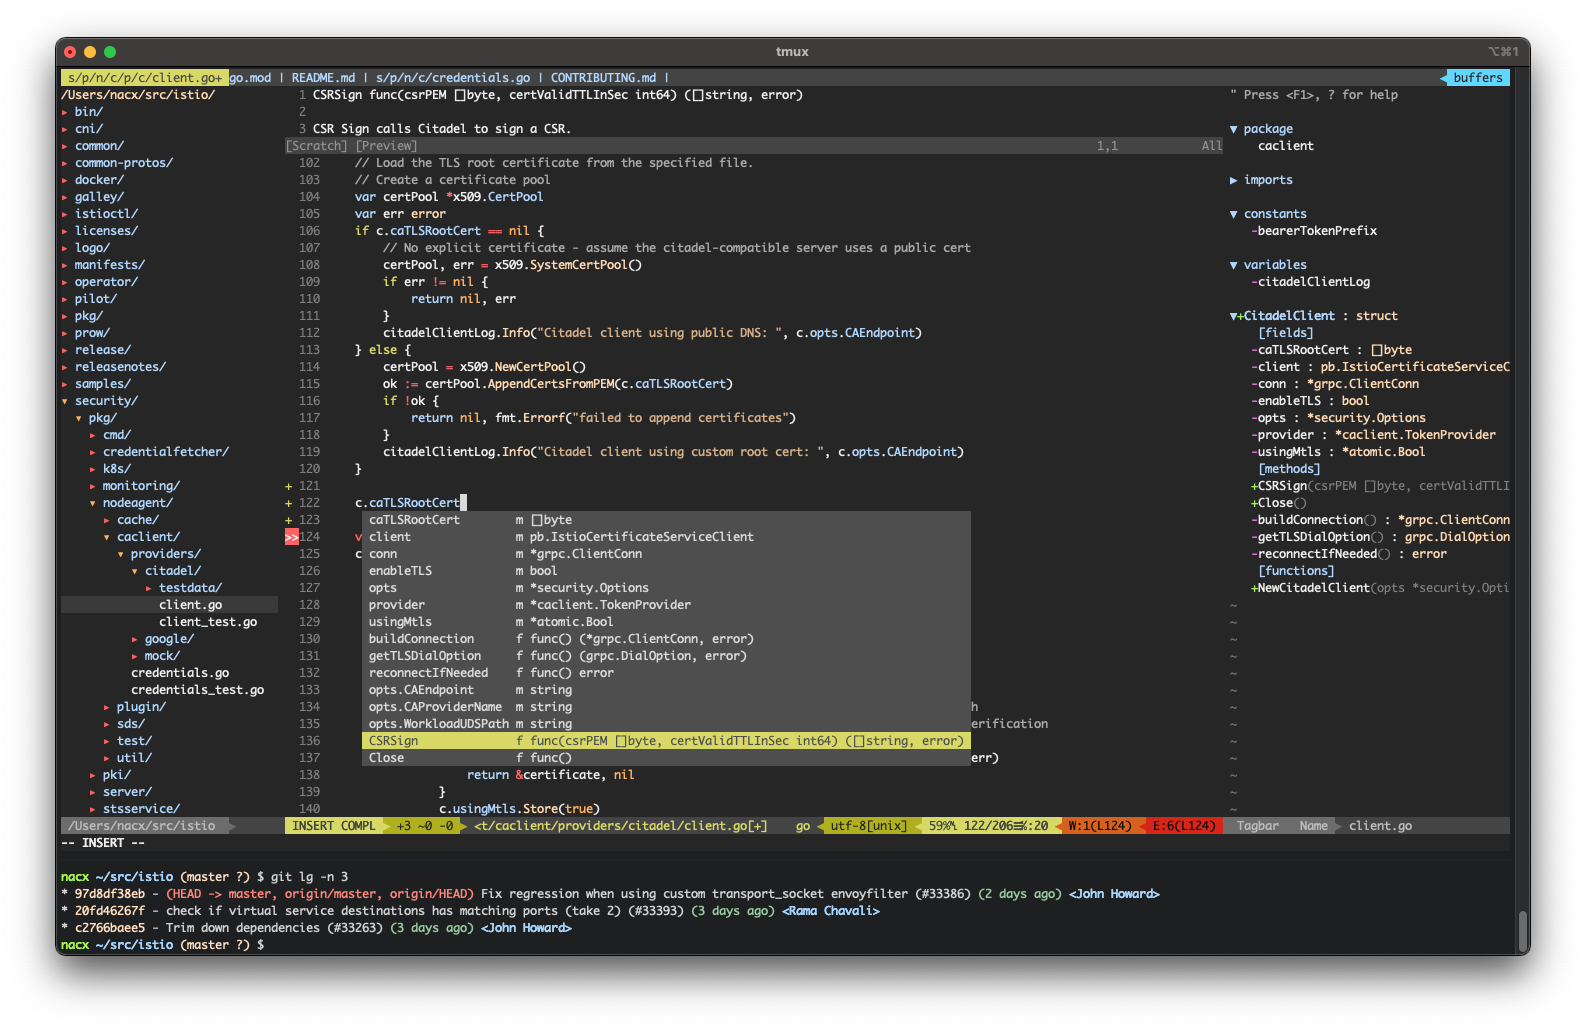 tmux
⌥⌘1
s/p/n/c/p/c/client.go+ go.mod | README.md | s/p/n/c/credentials.go | CONTRIBUTING.md |
buffers
/Users/nacx/src/istio/
▸ bin/
▸ cni/
▸ common/
▸ common-protos/
▸ docker/
▸ galley/
▸ istioctl/
▸ licenses/
▸ logo/
▸ manifests/
▸ operator/
▸ pilot/
▸ pkg/
▸ prow/
▸ release/
▸ releasenotes/
▸ samples/
▾ security/
▾ pkg/
▸ cmd/
▸ credentialfetcher/
▸ k8s/
▸ monitoring/
▾ nodeagent/
▸ cache/
▾ caclient/
▾ providers/
▾ citadel/
▸ testdata/
client.go
client_test.go
▸ google/
▸ mock/
credentials.go
credentials_test.go
▸ plugin/
▸ sds/
▸ test/
▸ util/
▸ pki/
▸ server/
▸ stsservice/
/Users/nacx/src/istio
1 CSRSign func(csrPEM []byte, certValidTTLInSec int64) ([]string, error)
2
3 CSR Sign calls Citadel to sign a CSR.
[Scratch] [Preview] 1,1 All
102 // Load the TLS root certificate from the specified file.
103 // Create a certificate pool
104 var certPool *x509.CertPool
105 var err error
106 if c.caTLSRootCert == nil {
107 // No explicit certificate - assume the citadel-compatible server uses a public cert
108 certPool, err = x509.SystemCertPool()
109 if err != nil {
110 return nil, err
111 }
112 citadelClientLog.Info("Citadel client using public DNS: ", c.opts.CAEndpoint)
113 } else {
114 certPool = x509.NewCertPool()
115 ok := certPool.AppendCertsFromPEM(c.caTLSRootCert)
116 if !ok {
117 return nil, fmt.Errorf("failed to append certificates")
118 }
119 citadelClientLog.Info("Citadel client using custom root cert: ", c.opts.CAEndpoint)
120 }
+ 121
+ 122 c.caTLSRootCert
+ 123 caTLSRootCert m []byte
>>124 v client m pb.IstioCertificateServiceClient
125 c conn m *grpc.ClientConn
126 enableTLS m bool
127 opts m *security.Options
128 provider m *caclient.TokenProvider
129 usingMtls m *atomic.Bool
130 buildConnection f func() (*grpc.ClientConn, error)
131 getTLSDialOption f func() (grpc.DialOption, error)
132 reconnectIfNeeded f func() error
133 opts.CAEndpoint m string
134 opts.CAProviderName m string h
135 opts.WorkloadUDSPath m string erification
136 CSRSign f func(csrPEM []byte, certValidTTLInSec int64) ([]string, error)
137 Close f func() err)
138 return &certificate, nil
139 }
140 c.usingMtls.Store(true)
INSERT COMPL +3 ~0 -0 <t/caclient/providers/citadel/client.go[+] go utf-8[unix] 59% 122/206 :20 W:1(L124) E:6(L124)
" Press <F1>, ? for help
▼ package
caclient
▶ imports
▼ constants
-bearerTokenPrefix
▼ variables
-citadelClientLog
▼+CitadelClient : struct
[fields]
-caTLSRootCert : []byte
-client : pb.IstioCertificateServiceC
-conn : *grpc.ClientConn
-enableTLS : bool
-opts : *security.Options
-provider : *caclient.TokenProvider
-usingMtls : *atomic.Bool
[methods]
+CSRSign(csrPEM []byte, certValidTTLI
+Close()
-buildConnection() : *grpc.ClientConn
-getTLSDialOption() : grpc.DialOption
-reconnectIfNeeded() : error
[functions]
+NewCitadelClient(opts *security.Opti
~
~
~
~
~
~
~
~
~
~
~
~
~
Tagbar Name client.go
-- INSERT --
nacx ~/src/istio (master ?) $ git lg -n 3
* 97d8df38eb - (HEAD -> master, origin/master, origin/HEAD) Fix regression when using custom transport_socket envoyfilter (#33386) (2 days ago) <John Howard>
* 20fd46267f - check if virtual service destinations has matching ports (take 2) (#33393) (3 days ago) <Rama Chavali>
* c2766baee5 - Trim down dependencies (#33263) (3 days ago) <John Howard>
nacx ~/src/istio (master ?) $